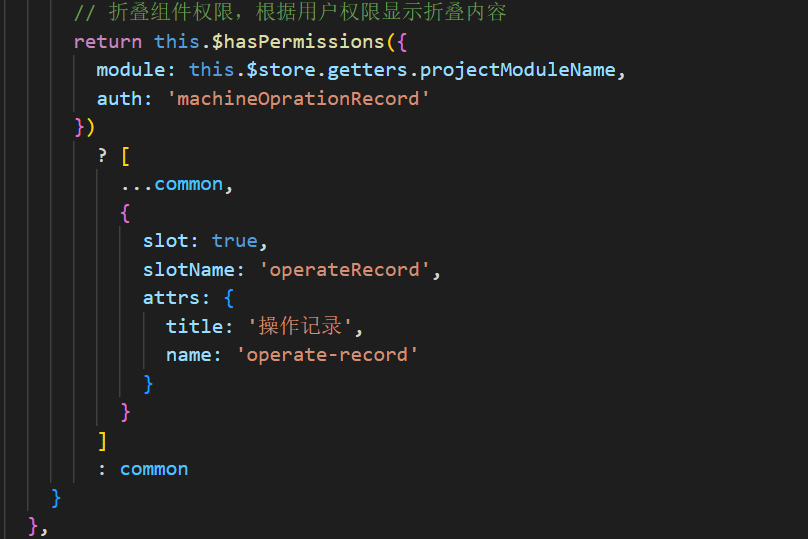 // 折叠组件权限，根据用户权限显示折叠内容
return this.$hasPermissions({
module: this.$store.getters.projectModuleName,
auth: 'machineOprationRecord'
})
? [
...common,
{
slot: true,
slotName: 'operateRecord',
attrs: {
title: '操作记录',
name: 'operate-record'
}
}
]
: common
}
},